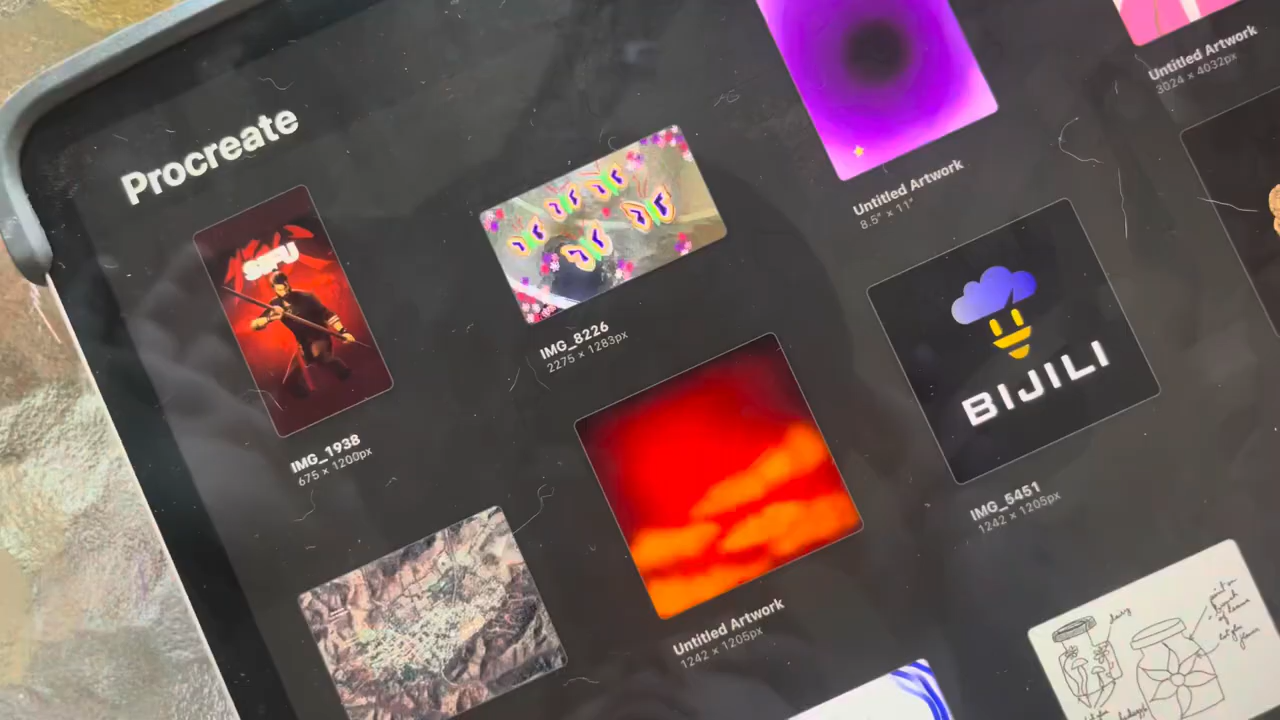 Procreate
SIFU
IMG_1938
675 × 1200px
IMG_8226
2275 × 1283px
Untitled Artwork
8.5" × 11"
Untitled Artwork
3024 × 4032px
BIJILI
IMG_5451
1242 × 1205px
Untitled Artwork
1242 × 1205px